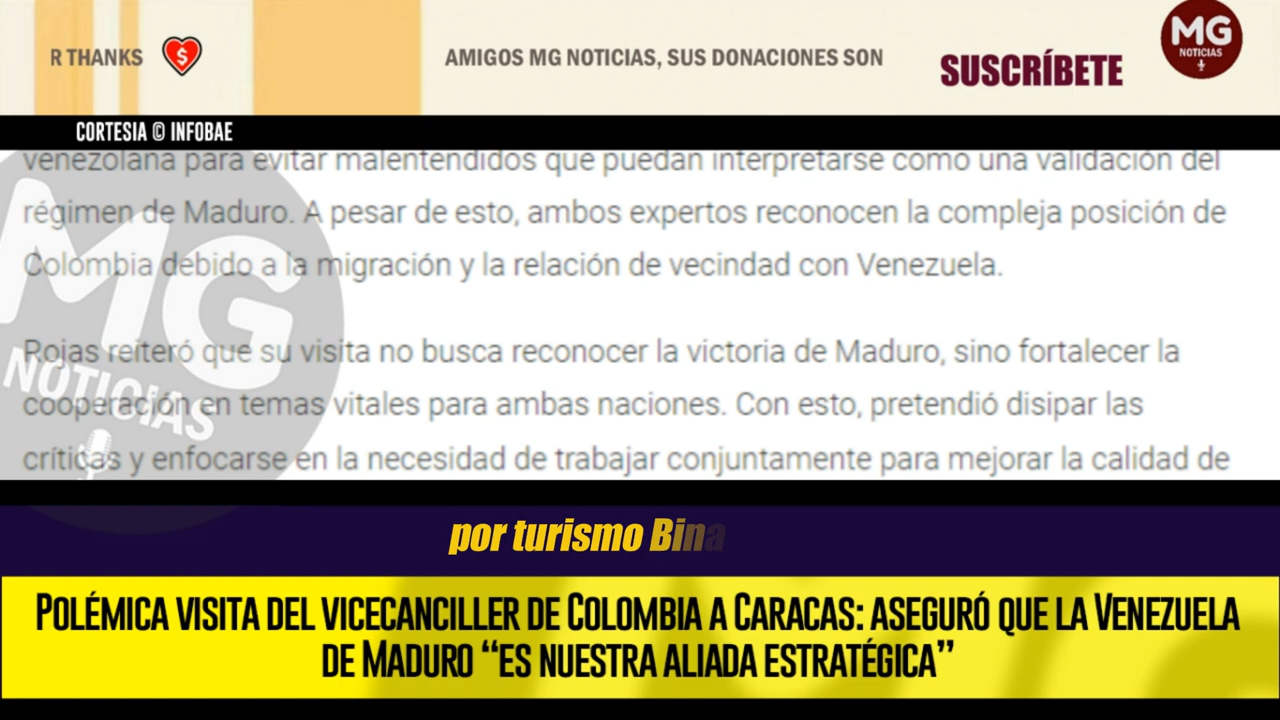 R THANKS
AMIGOS MG NOTICIAS, SUS DONACIONES SON
SUSCRÍBETE
MG
NOTICIAS
CORTESIA © INFOBAE
venezolana para evitar malentendidos que puedan interpretarse como una validación del
régimen de Maduro. A pesar de esto, ambos expertos reconocen la compleja posición de
Colombia debido a la migración y la relación de vecindad con Venezuela.
Rojas reiteró que su visita no busca reconocer la victoria de Maduro, sino fortalecer la
cooperación en temas vitales para ambas naciones. Con esto, pretendió disipar las
críticas y enfocarse en la necesidad de trabajar conjuntamente para mejorar la calidad de
MG
NOTICIAS
por turismo Bina
POLÉMICA VISITA DEL VICECANCILLER DE COLOMBIA A CARACAS: ASEGURÓ QUE LA VENEZUELA
DE MADURO “ES NUESTRA ALIADA ESTRATÉGICA”